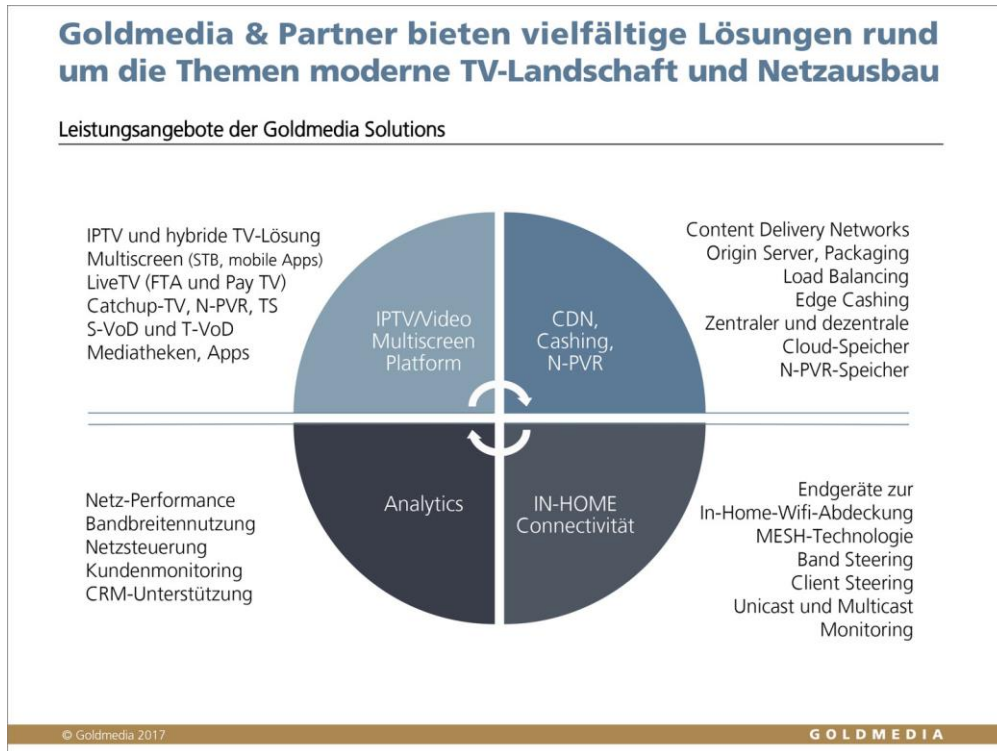 Goldmedia & Partner bieten vielfältige Lösungen rund
um die Themen moderne TV-Landschaft und Netzausbau
Leistungsangebote der Goldmedia Solutions
IPTV und hybride TV-Lösung
Multiscreen (STB, mobile Apps)
LiveTV (FTA und Pay TV)
Catchup-TV, N-PVR, TS
S-VoD und T-VoD
Mediatheken, Apps
IPTV/Video
Multiscreen
Platform
CDN,
Cashing,
N-PVR
Content Delivery Networks
Origin Server, Packaging
Load Balancing
Edge Cashing
Zentraler und dezentrale
Cloud-Speicher
N-PVR-Speicher
Netz-Performance
Bandbreitennutzung
Netzsteuerung
Kundenmonitoring
CRM-Unterstützung
Analytics
IN-HOME
Connectivität
Endgeräte zur
In-Home-Wifi-Abdeckung
MESH-Technologie
Band Steering
Client Steering
Unicast und Multicast
Monitoring
© Goldmedia 2017
GOLDMEDIA